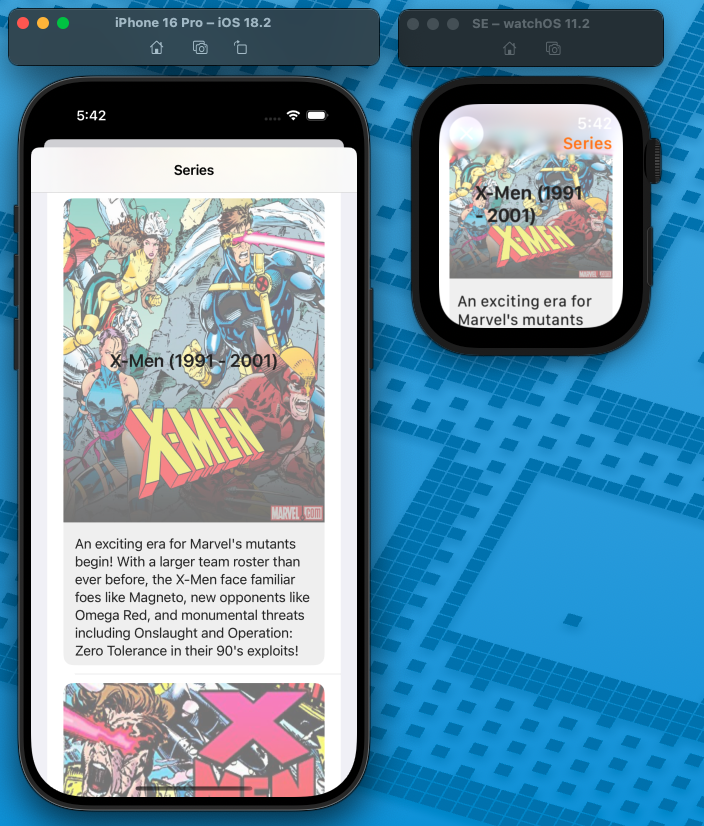 iPhone 16 Pro – iOS 18.2
5:42
Series
X-Men (1991 - 2001)
X-MEN
MARVEL.COM
An exciting era for Marvel's mutants
begin! With a larger team roster than
ever before, the X-Men face familiar
foes like Magneto, new opponents like
Omega Red, and monumental threats
including Onslaught and Operation:
Zero Tolerance in their 90's exploits!
X
MEN
SE – watchOS 11.2
5:42
Series
X-Men (1991
- 2001)
X-MEN
MARVEL.COM
An exciting era for
Marvel's mutants